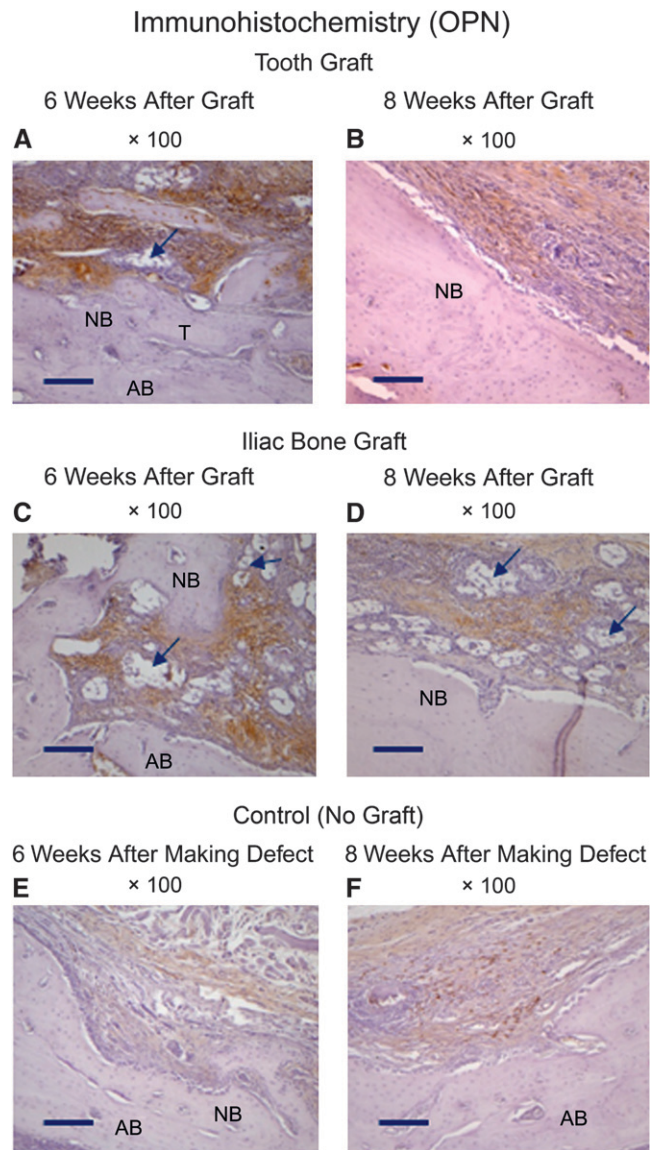 Immunohistochemistry (OPN)
Tooth Graft
6 Weeks After Graft 8 Weeks After Graft
A × 100 B × 100
NB
T
AB
NB
Iliac Bone Graft
6 Weeks After Graft 8 Weeks After Graft
C × 100 D × 100
NB
AB
NB
Control (No Graft)
6 Weeks After Making Defect 8 Weeks After Making Defect
E × 100 F × 100
NB
AB
AB